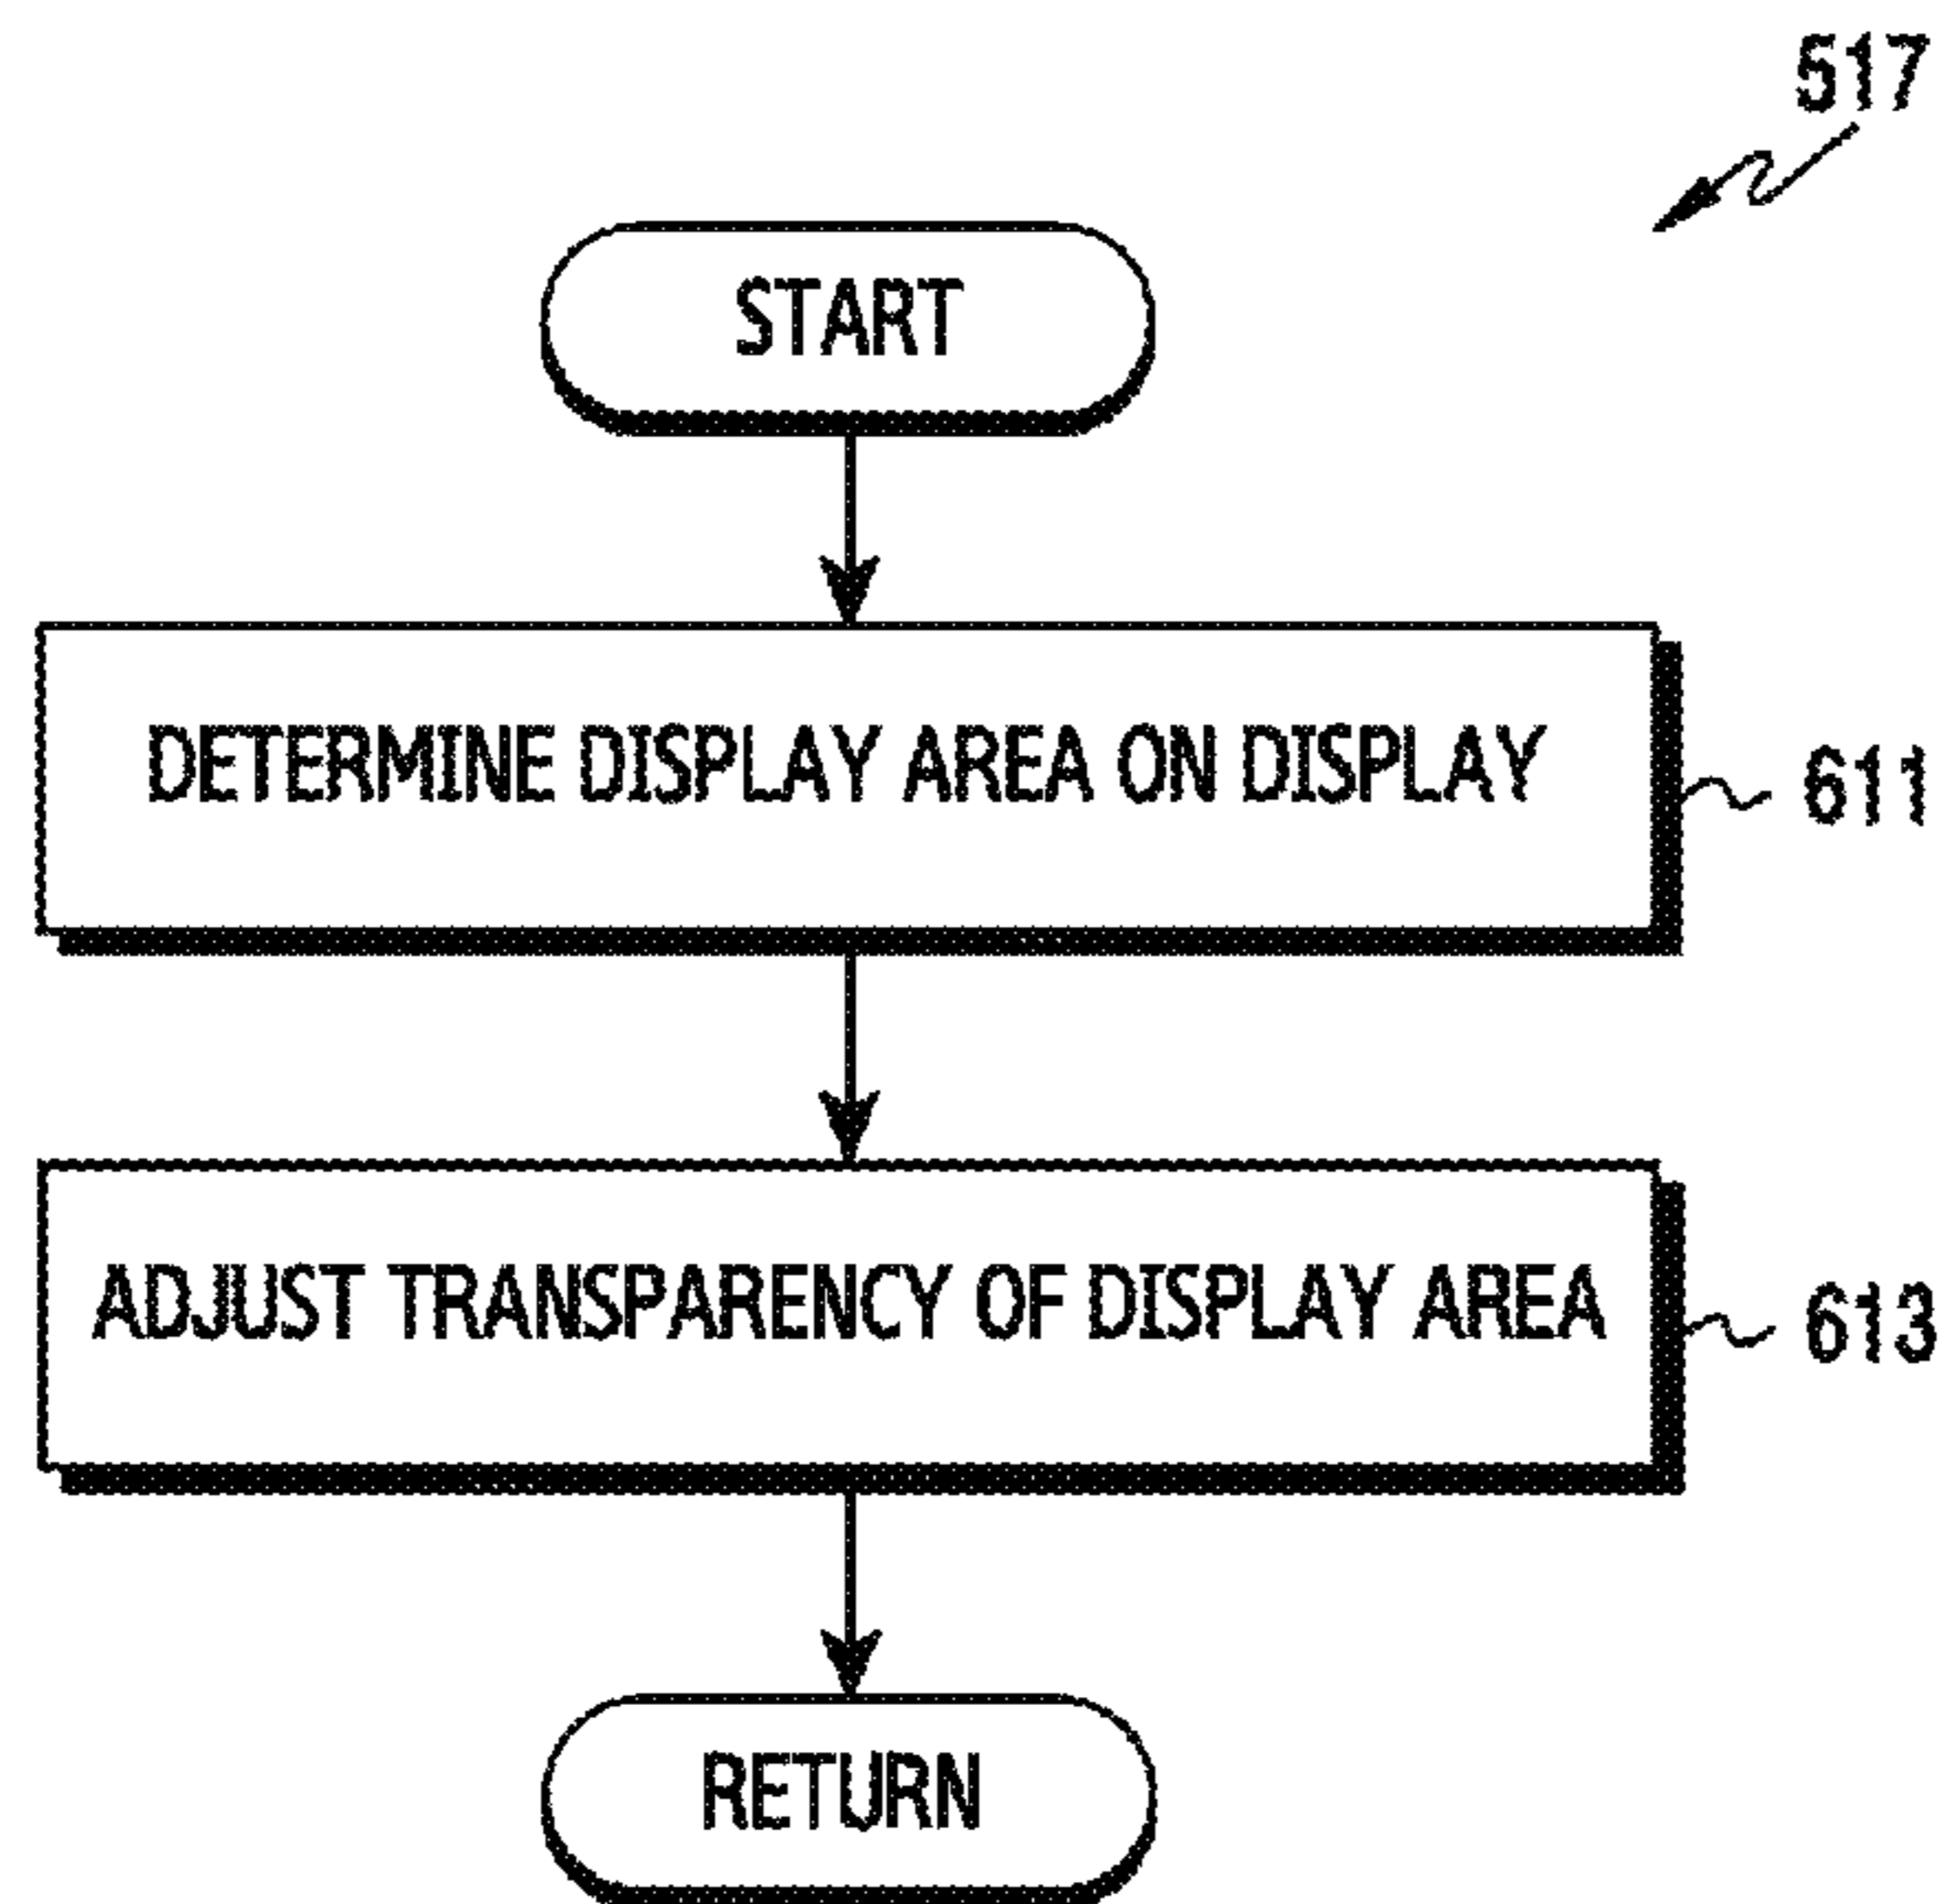 517
START
DETERMINE DISPLAY AREA ON DISPLAY
611
ADJUST TRANSPARENCY OF DISPLAY AREA
613
RETURN